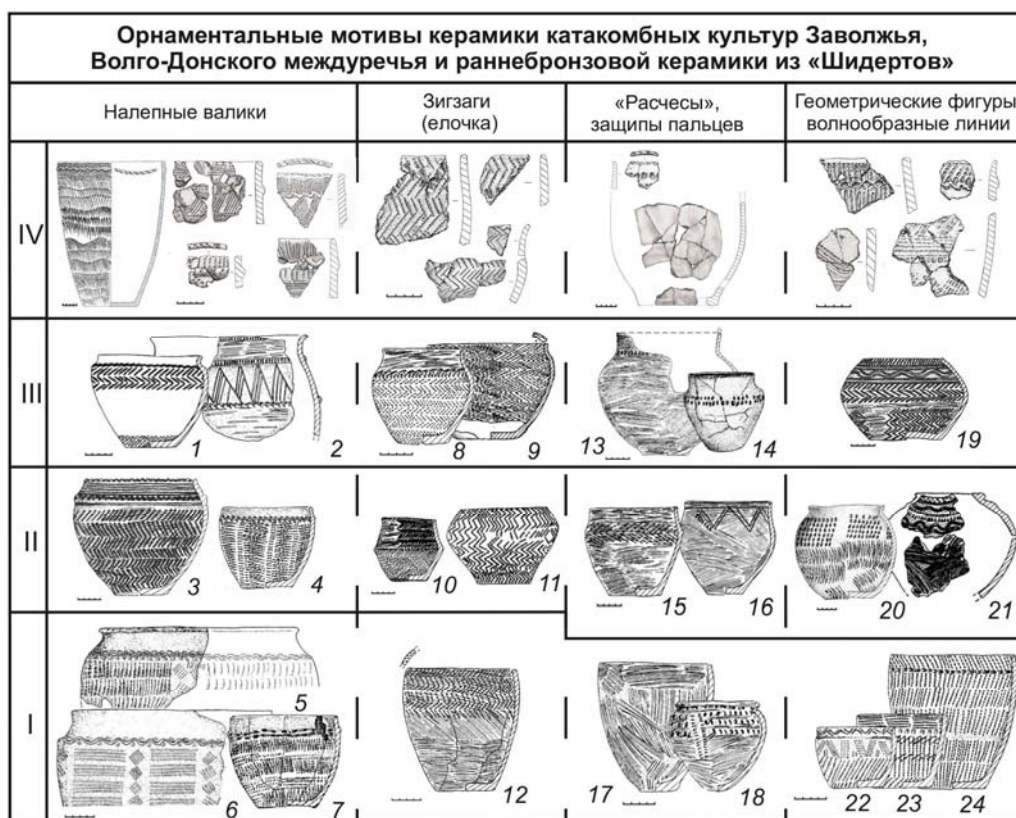 Орнаментальные мотивы керамики катакомбных культур Заволжья,
Волго-Донского междуречья и раннебронзовой керамики из «Шидертов»
Налепные валики
Зигзаги
(елочка)
«Расчесы»,
защипы пальцев
Геометрические фигуры,
волнообразные линии
IV
III
1 2 8 9 13 14 19
II
3 4 10 11 15 16 20 21
I
5
6 7 12 17 18 22 23 24